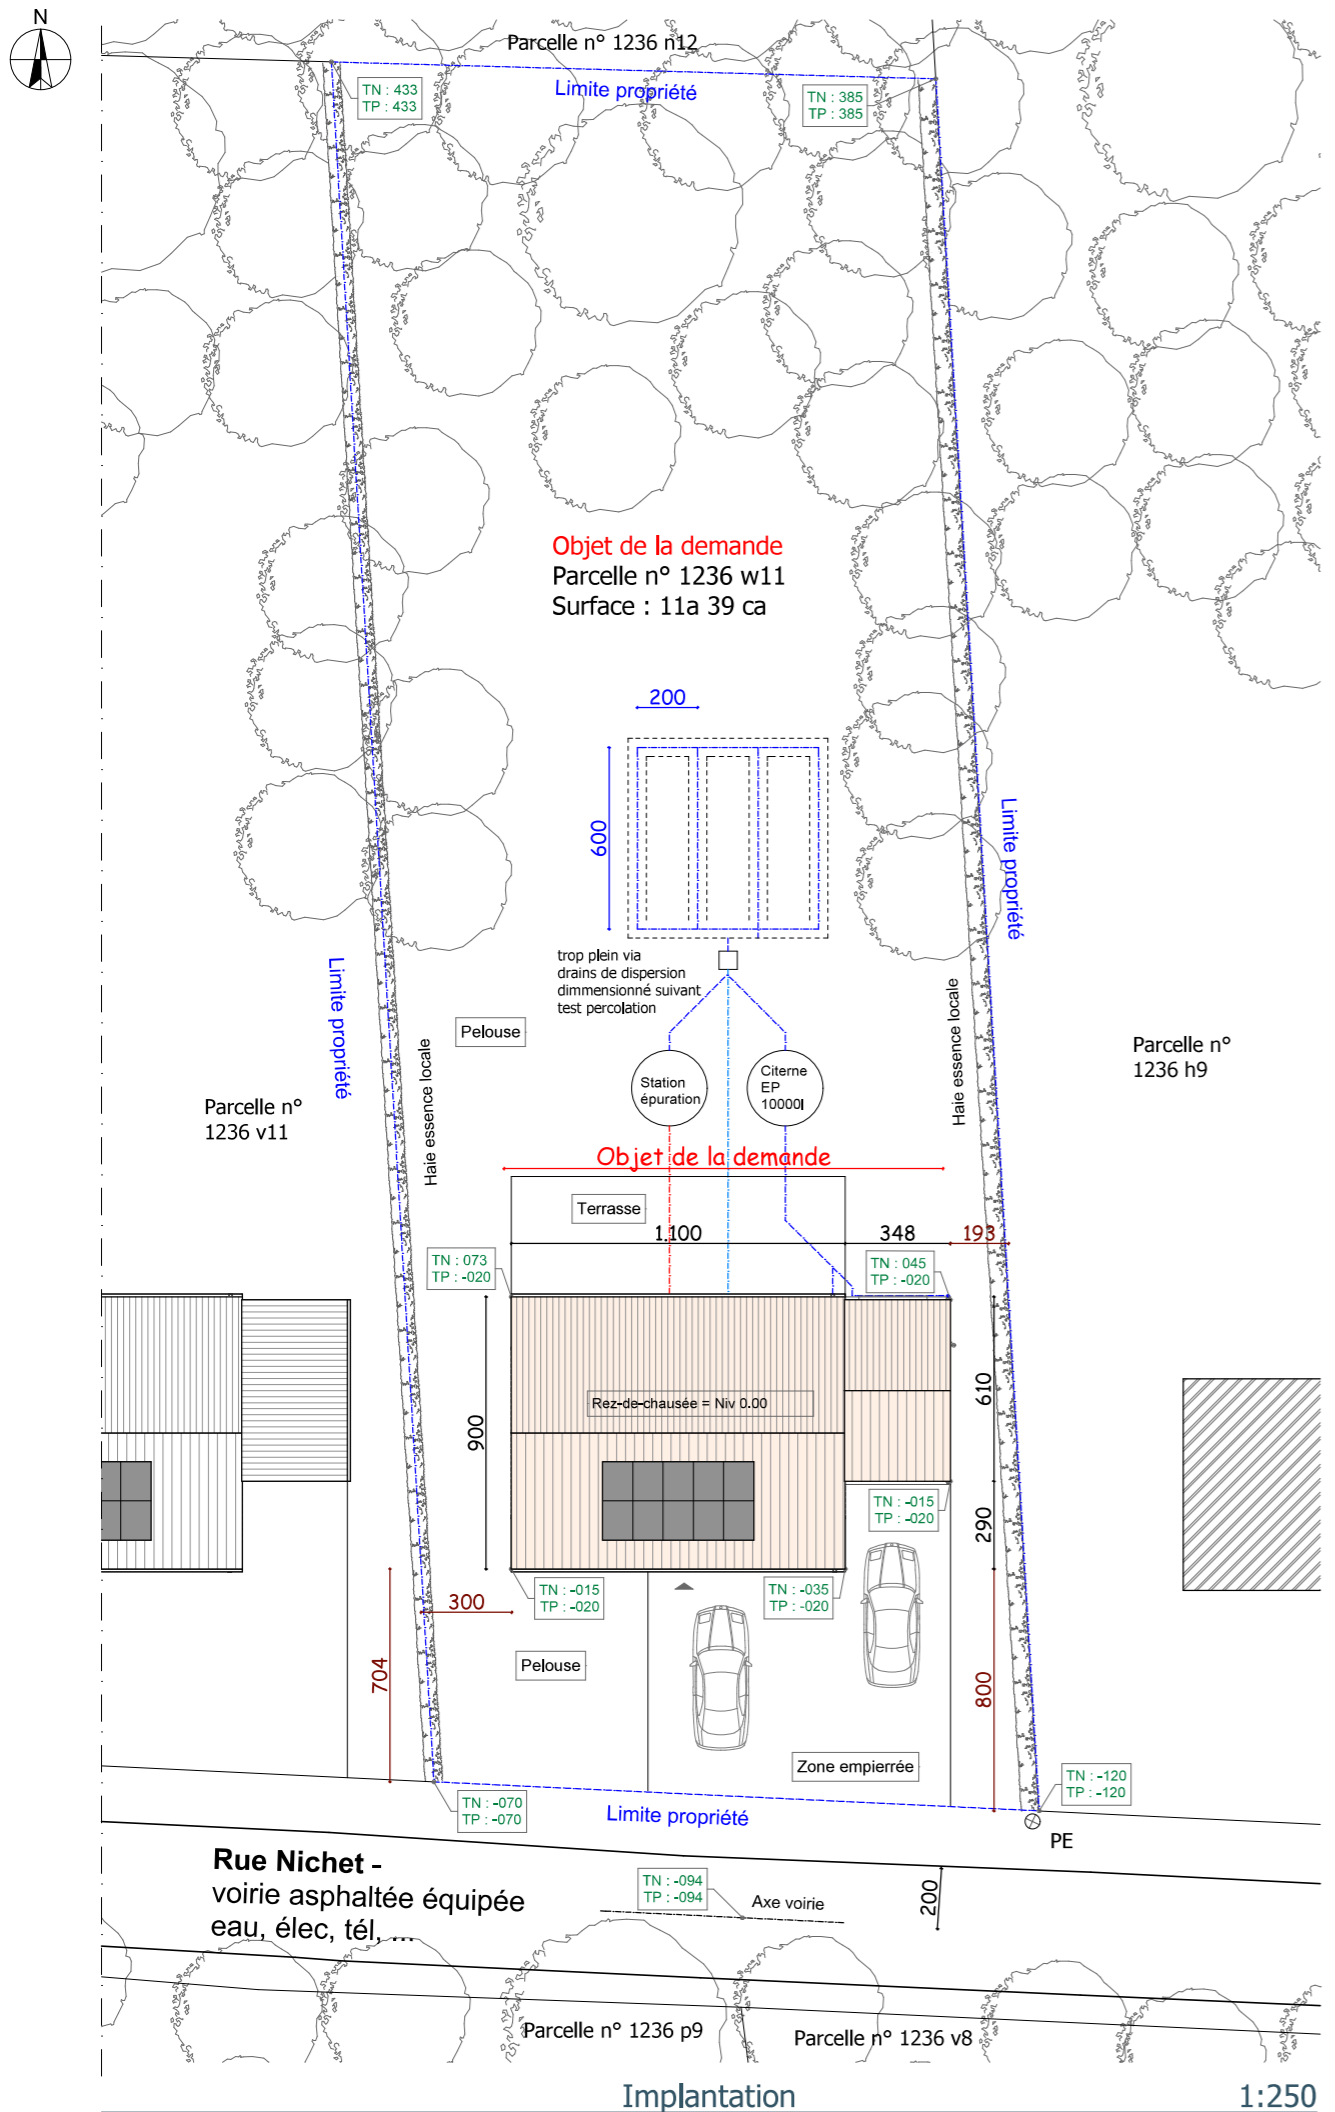 N
Parcelle n° 1236 n12
TN : 433
TP : 433
Limite propriété
TN : 385
TP : 385
Objet de la demande
Parcelle n° 1236 w11
Surface : 11a 39 ca
200
600
Limite propriété
trop plein via
drains de dispersion
dimmensionné suivant
test percolation
Limite propriété
Pelouse
Haie essence locale
Haie essence locale
Parcelle n°
1236 h9
Station
épuration
Citerne
EP
10000l
Parcelle n°
1236 v11
Objet de la demande
Terrasse
1.100
348
193
TN : 073
TP : -020
TN : 045
TP : -020
610
Rez-de-chausée = Niv 0.00
900
TN : -015
TP : -020
290
TN : -015
TP : -020
TN : -035
TP : -020
300
704
Pelouse
800
Zone empierrée
TN : -120
TP : -120
TN : -070
TP : -070
Limite propriété
PE
Rue Nichet -
voirie asphaltée équipée
eau, élec, tél, ...
TN : -094
TP : -094
Axe voirie
200
Parcelle n° 1236 p9
Parcelle n° 1236 v8
Implantation
1:250